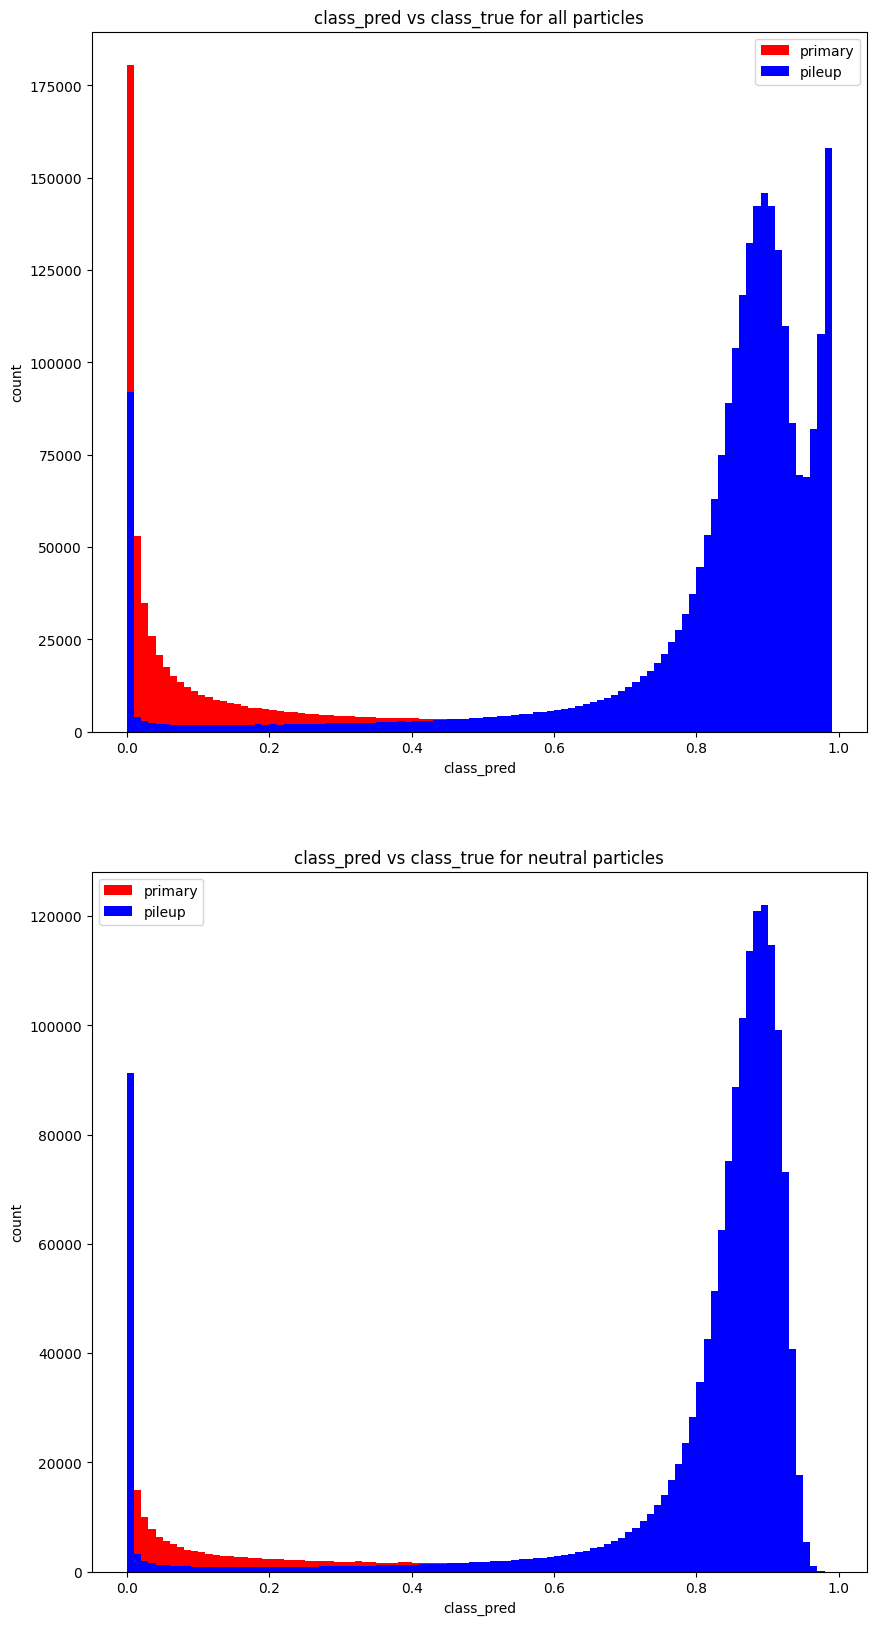 class_pred vs class_true for all particles
primary
pileup
175000
150000
125000
100000
75000
50000
25000
0
count
0.0 0.2 0.4 0.6 0.8 1.0
class_pred
class_pred vs class_true for neutral particles
primary
pileup
120000
100000
80000
60000
40000
20000
0
count
0.0 0.2 0.4 0.6 0.8 1.0
class_pred